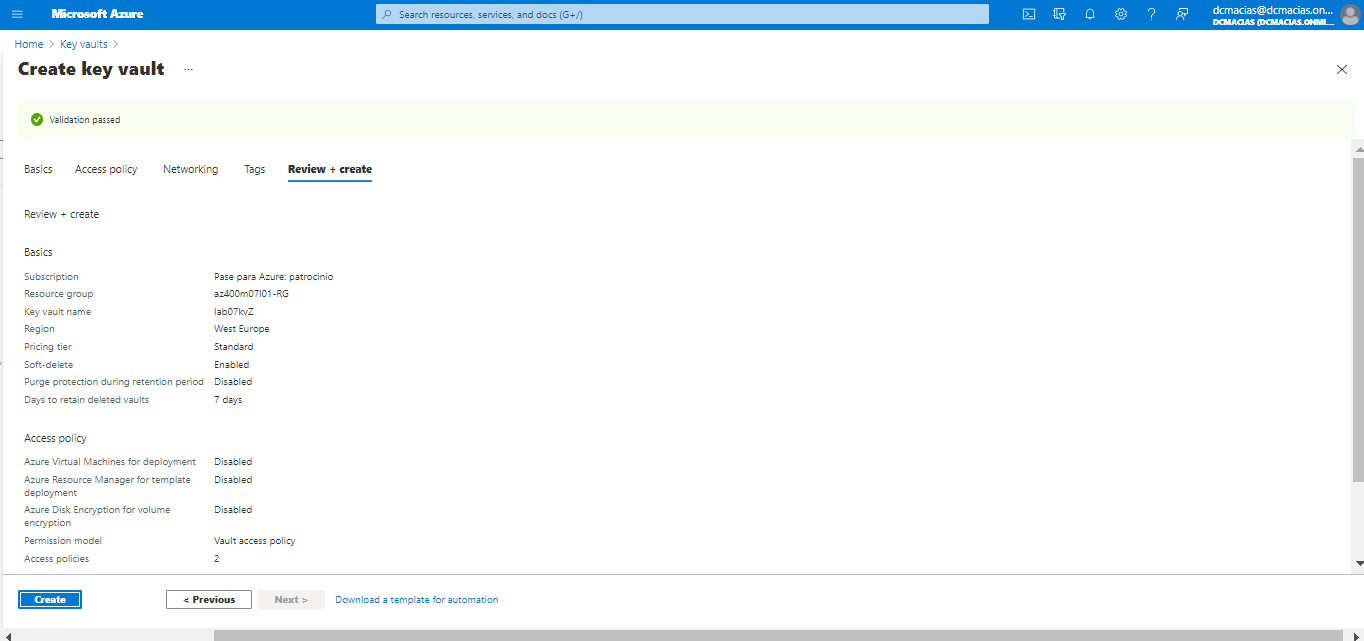 Microsoft Azure
Search resources, services, and docs (G+/)
dcmacias@dcmacias.on...
DCMACIAS (DCMACIAS.ONMI...
Home > Key vaults >
Create key vault ...
Validation passed
Basics Access policy Networking Tags Review + create
Review + create
Basics
Subscription Pase para Azure: patrocinio
Resource group az400m07l01-RG
Key vault name lab07kvZ
Region West Europe
Pricing tier Standard
Soft-delete Enabled
Purge protection during retention period Disabled
Days to retain deleted vaults 7 days
Access policy
Azure Virtual Machines for deployment Disabled
Azure Resource Manager for template Disabled
deployment
Azure Disk Encryption for volume Disabled
encryption
Permission model Vault access policy
Access policies 2
Create < Previous Next > Download a template for automation